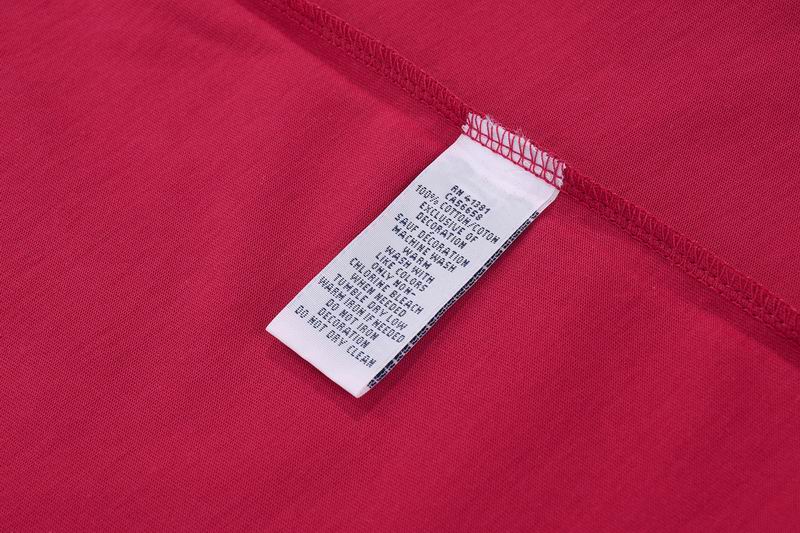 RN 41381
CA56658
100% COTTON/COTON
EXCLUSIVE OF
DECORATION
SAUF DECORATION
MACHINE WASH
WARM
WASH WITH
LIKE COLORS
ONLY NON-
CHLORINE BLEACH
WHEN NEEDED
TUMBLE DRY LOW
WARM IRON IF NEEDED
DO NOT IRON
DECORATION
DO NOT DRY CLEAN